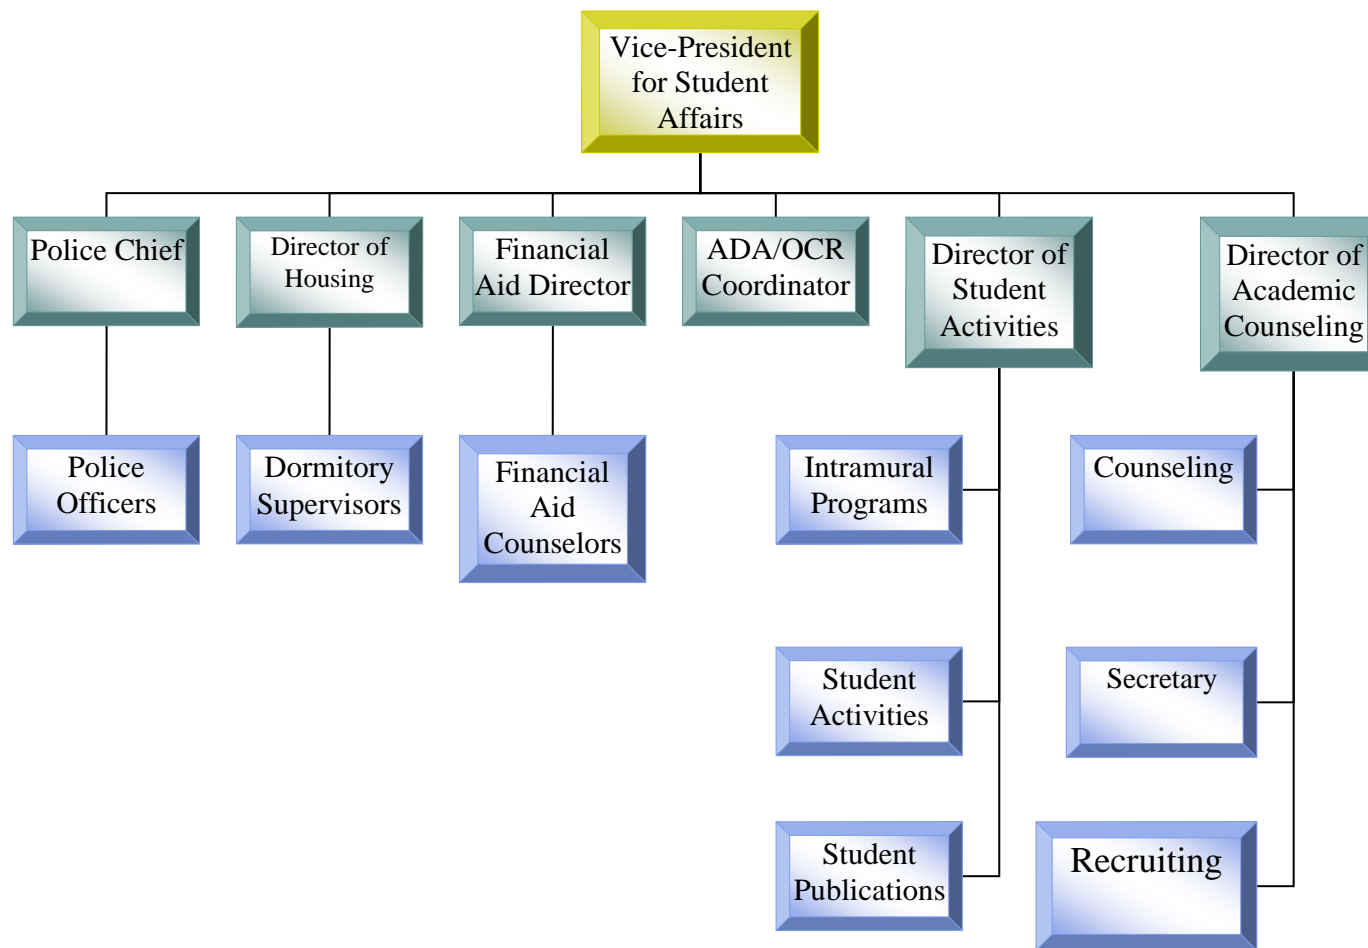 Vice-President
for Student
Affairs
Police Chief
Director of
Housing
Financial
Aid Director
ADA/OCR
Coordinator
Director of
Student
Activities
Director of
Academic
Counseling
Police
Officers
Dormitory
Supervisors
Financial
Aid
Counselors
Intramural
Programs
Counseling
Student
Activities
Secretary
Student
Publications
Recruiting